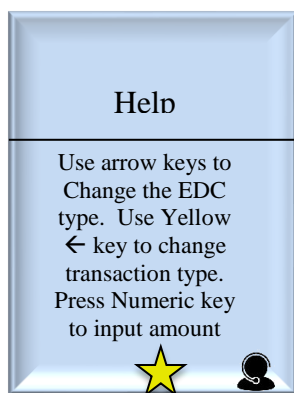 Help
Use arrow keys to
Change the EDC
type. Use Yellow
← key to change
transaction type.
Press Numeric key
to input amount